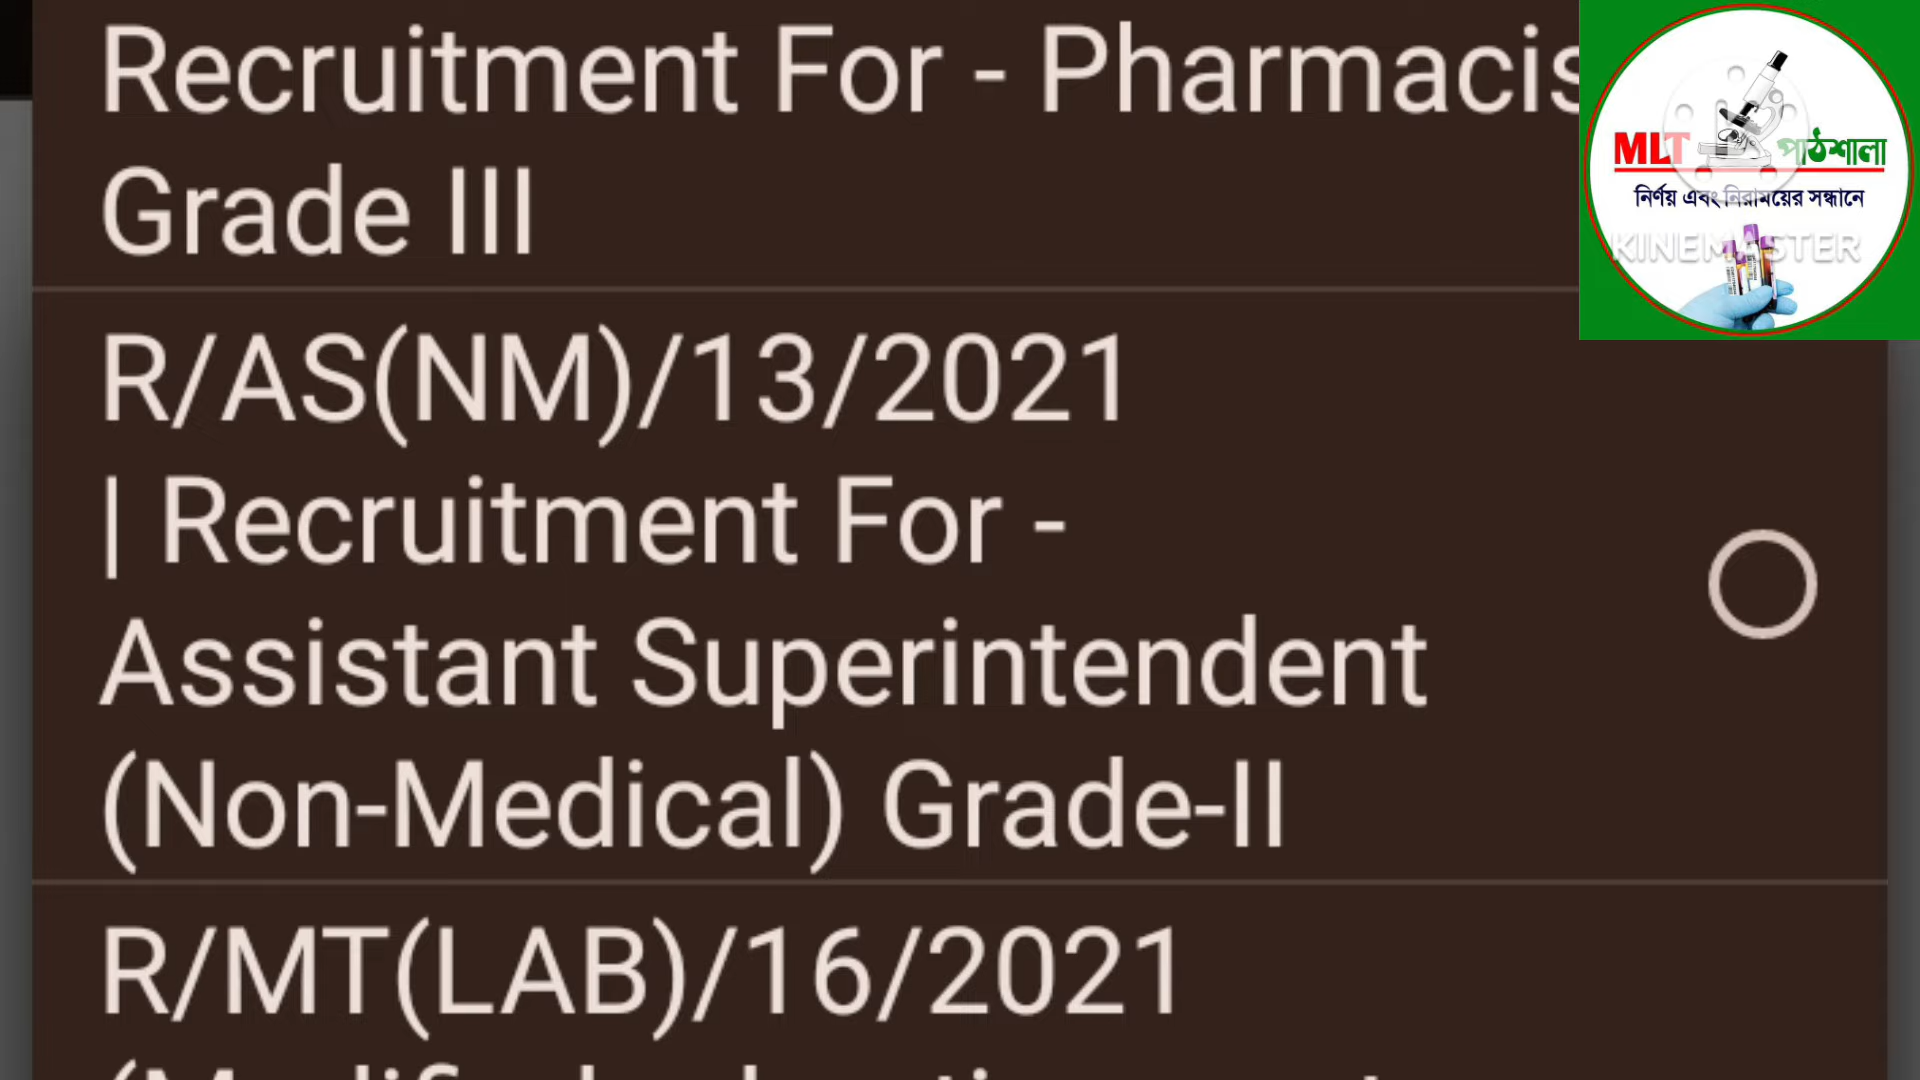 Recruitment For - Pharmacis
Grade III
MLT পাঠশালা
নির্ণয় এবং নিরাময়ের সন্ধানে
KINEMASTER
R/AS(NM)/13/2021
| Recruitment For -
Assistant Superintendent
(Non-Medical) Grade-II
R/MT(LAB)/16/2021